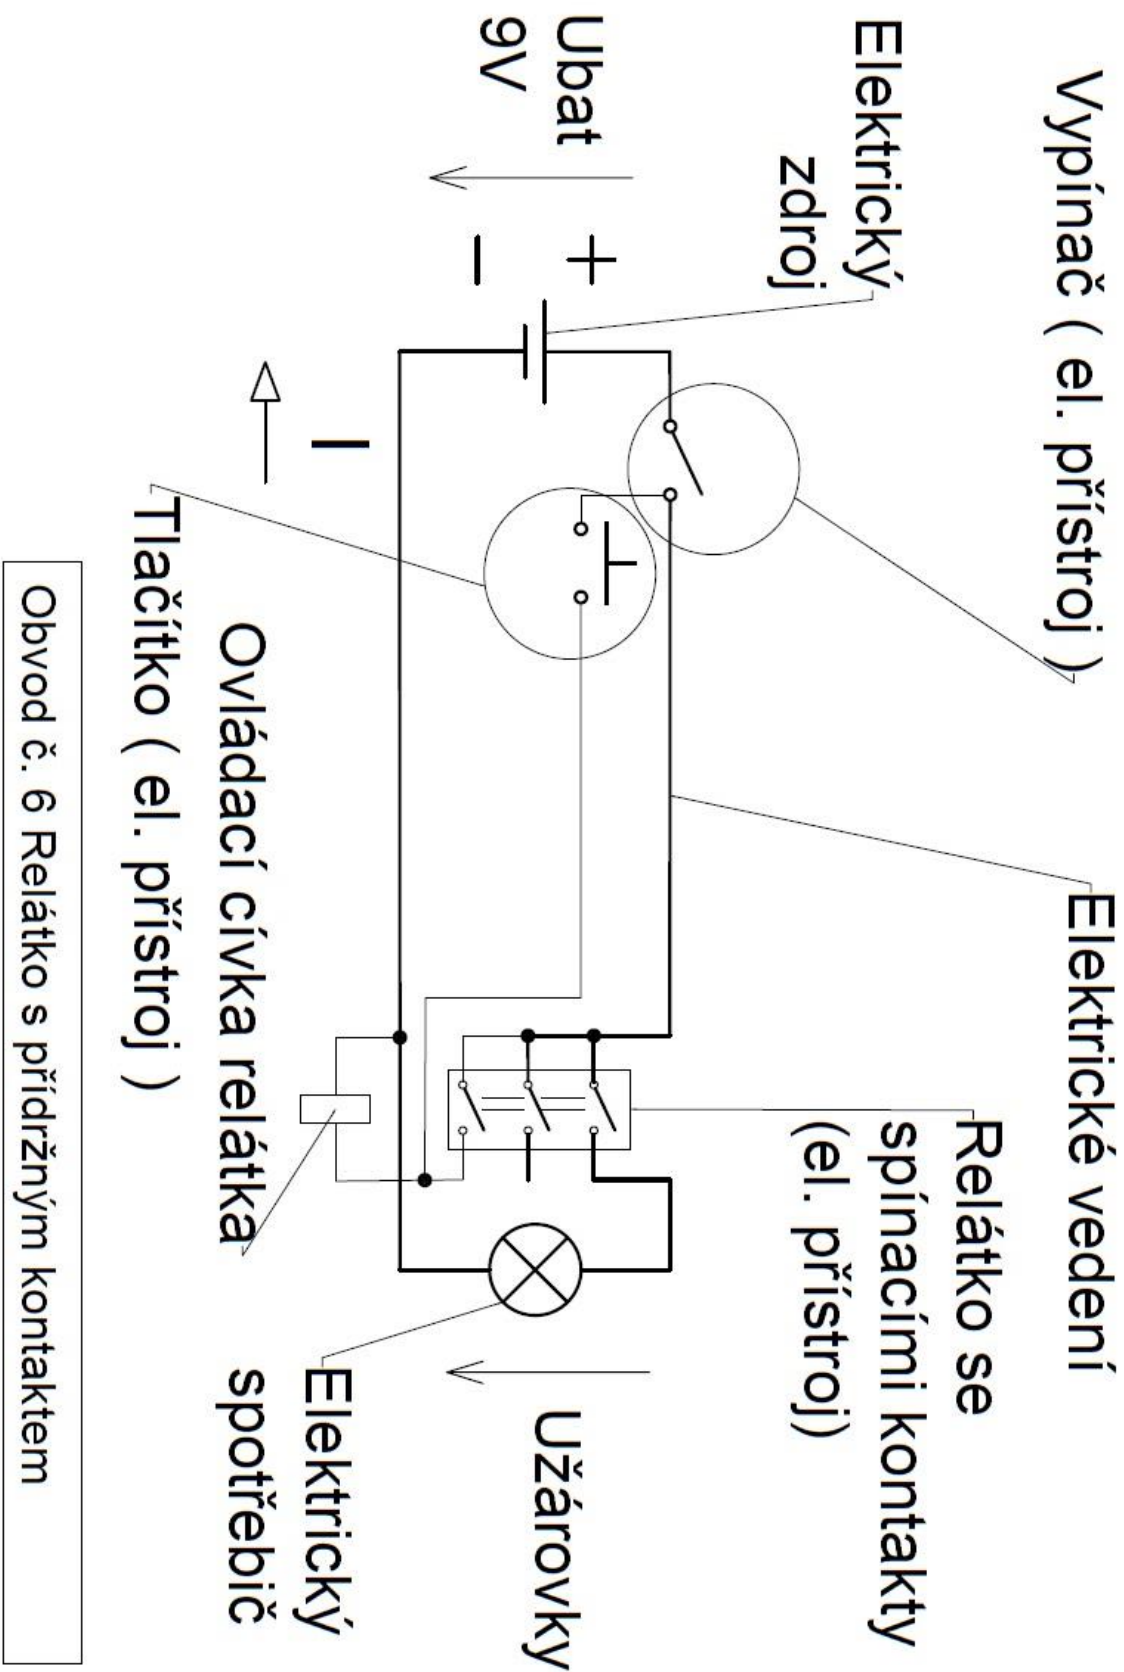 Vypínač ( el. přístroj )
Elektrické vedení
Relátko se
spínacími kontakty
(el. přístroj)
Elektrický
zdroj
Ubat
9V
+
−
Užárovky
I
Elektrický
spotřebič
Ovládací cívka relátka
Tlačítko ( el. přístroj )
Obvod č. 6 Relátko s přídržným kontaktem